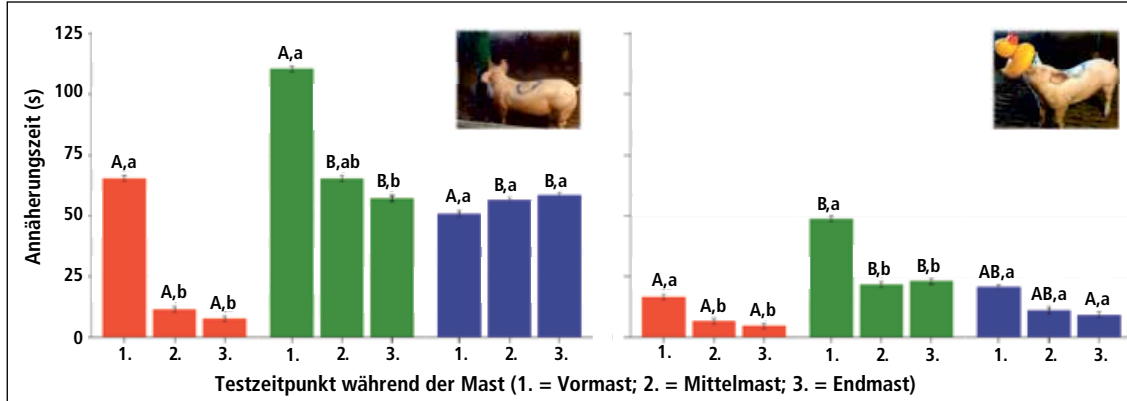 125
100
75
50
25
0
Annäherungszeit (s)
A,a
A,b
A,b
A,a
B,ab
B,b
A,a
B,a
B,a
A,a
A,b
A,b
B,a
B,b
B,b
AB,a
AB,a
A,a
1. 2. 3. 1. 2. 3. 1. 2. 3. 1. 2. 3. 1. 2. 3. 1. 2. 3.
Testzeitpunkt während der Mast (1. = Vormast; 2. = Mittelmast; 3. = Endmast)